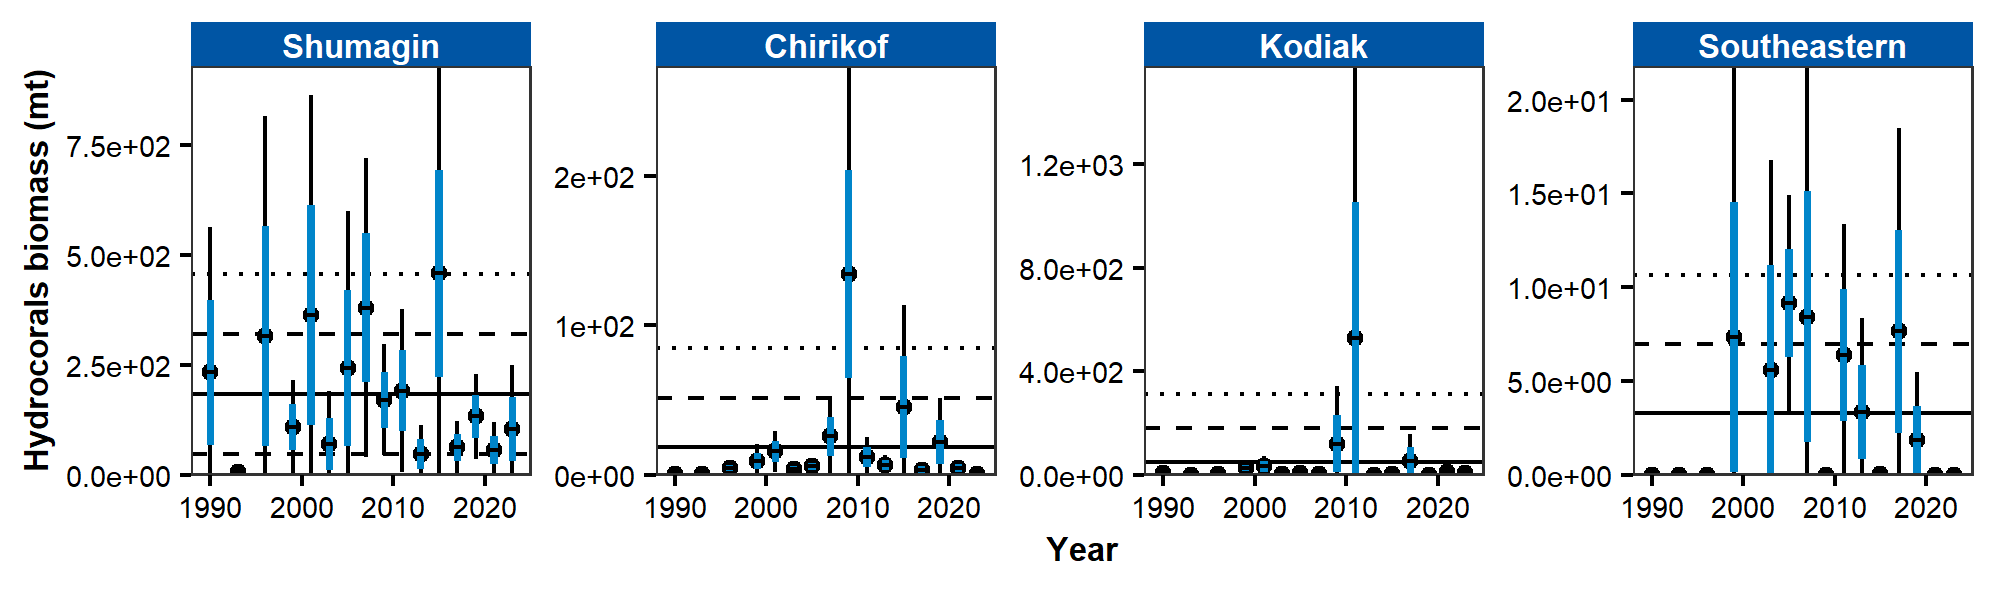 Shumagin Chirikof Kodiak Southeastern
Hydrocorals biomass (mt)
7.5e+02
5.0e+02
2.5e+02
0.0e+00
1990 2000 2010 2020
2e+02
1e+02
0e+00
1990 2000 2010 2020
1.2e+03
8.0e+02
4.0e+02
0.0e+00
1990 2000 2010 2020
2.0e+01
1.5e+01
1.0e+01
5.0e+00
0.0e+00
1990 2000 2010 2020
Year